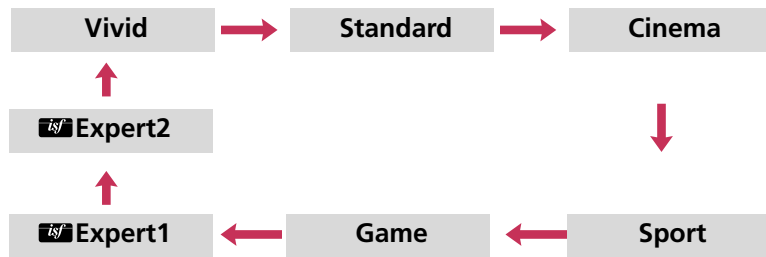 Vivid
Standard
Cinema
isf Expert2
isf Expert1
Game
Sport